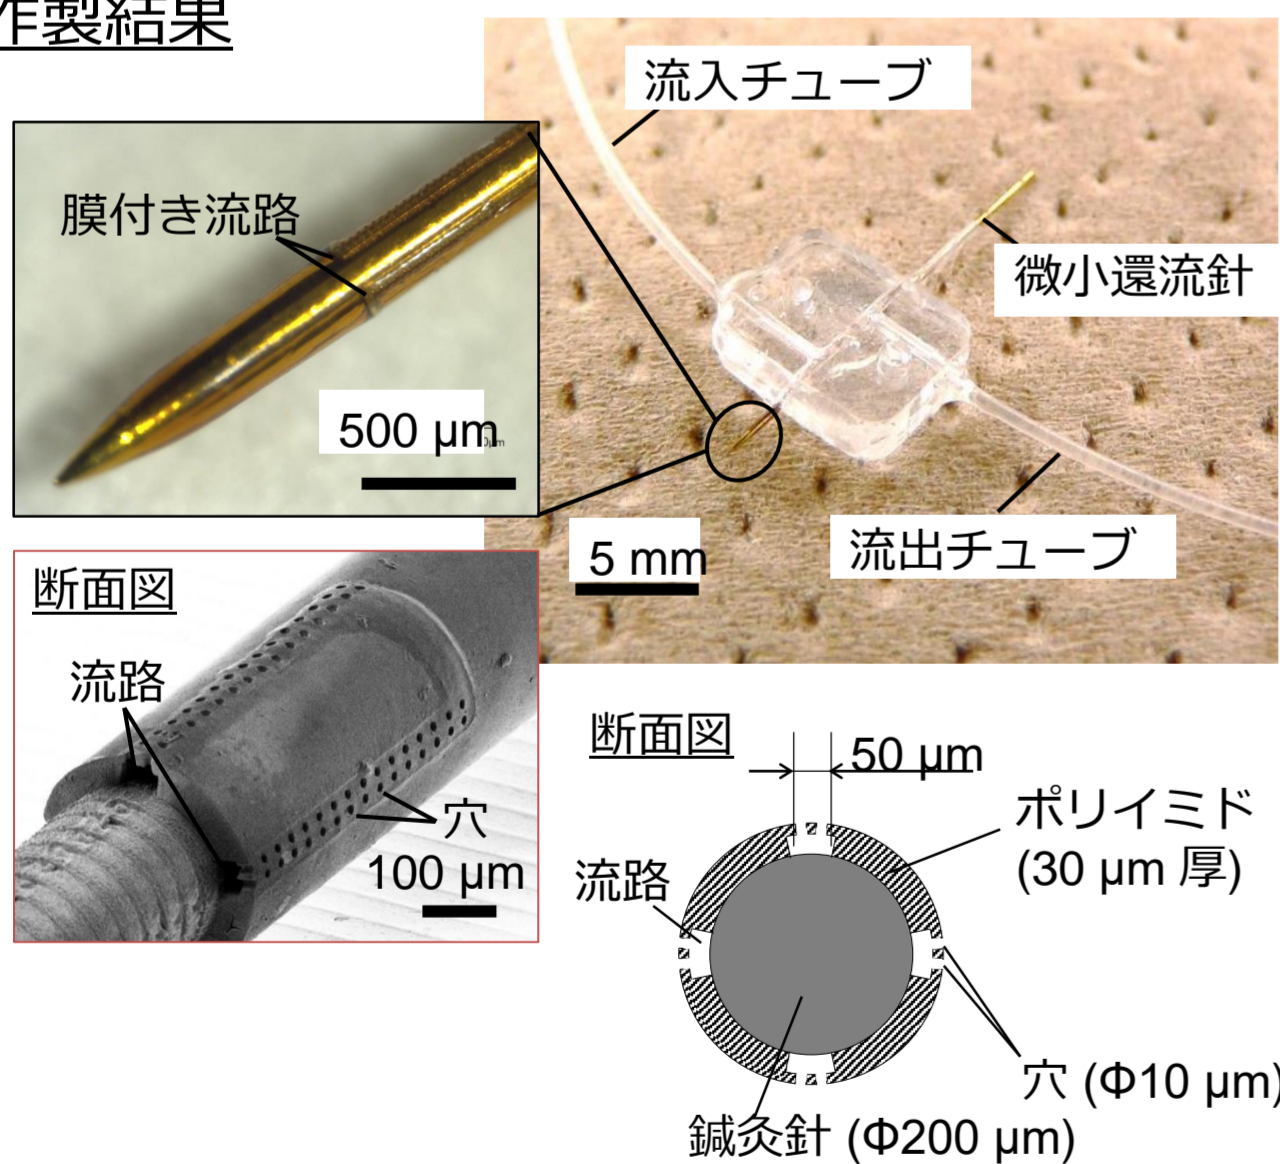 作製結果
流入チューブ
膜付き流路
微小還流針
500 µm
流出チューブ
5 mm
断面図
流路
穴
100 µm
断面図
50 µm
ポリイミド
(30 µm 厚)
流路
穴 (Φ10 µm)
鍼灸針 (Φ200 µm)